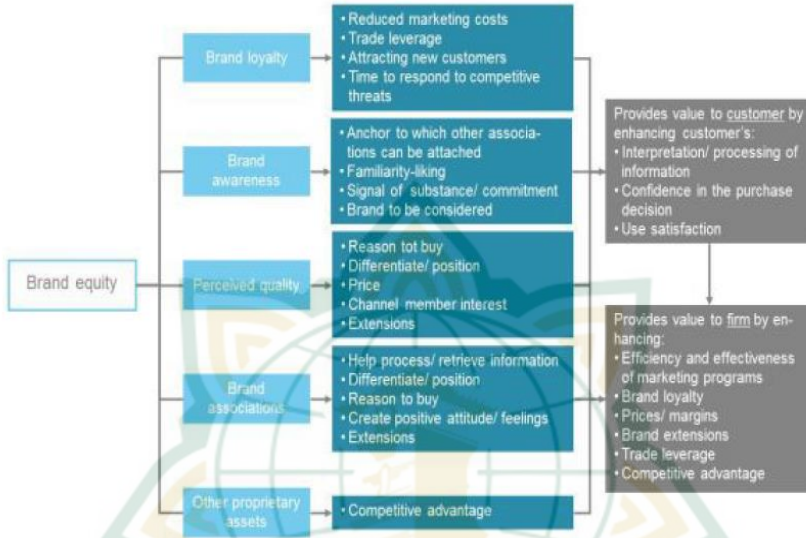 Brand equity
Brand loyalty
• Reduced marketing costs
• Trade leverage
• Attracting new customers
• Time to respond to competitive
threats
Brand
awareness
• Anchor to which other associa-
tions can be attached
• Familiarity-liking
• Signal of substance/ commitment
• Brand to be considered
Perceived quality
• Reason tot buy
• Differentiate/ position
• Price
• Channel member interest
• Extensions
Brand
associations
• Help process/ retrieve information
• Differentiate/ position
• Reason to buy
• Create positive attitude/ feelings
• Extensions
Other proprietary
assets
• Competitive advantage
Provides value to customer by
enhancing customer's:
• Interpretation/ processing of
information
• Confidence in the purchase
decision
• Use satisfaction
Provides value to firm by en-
hancing:
• Efficiency and effectiveness
of marketing programs
• Brand loyalty
• Prices/ margins
• Brand extensions
• Trade leverage
• Competitive advantage